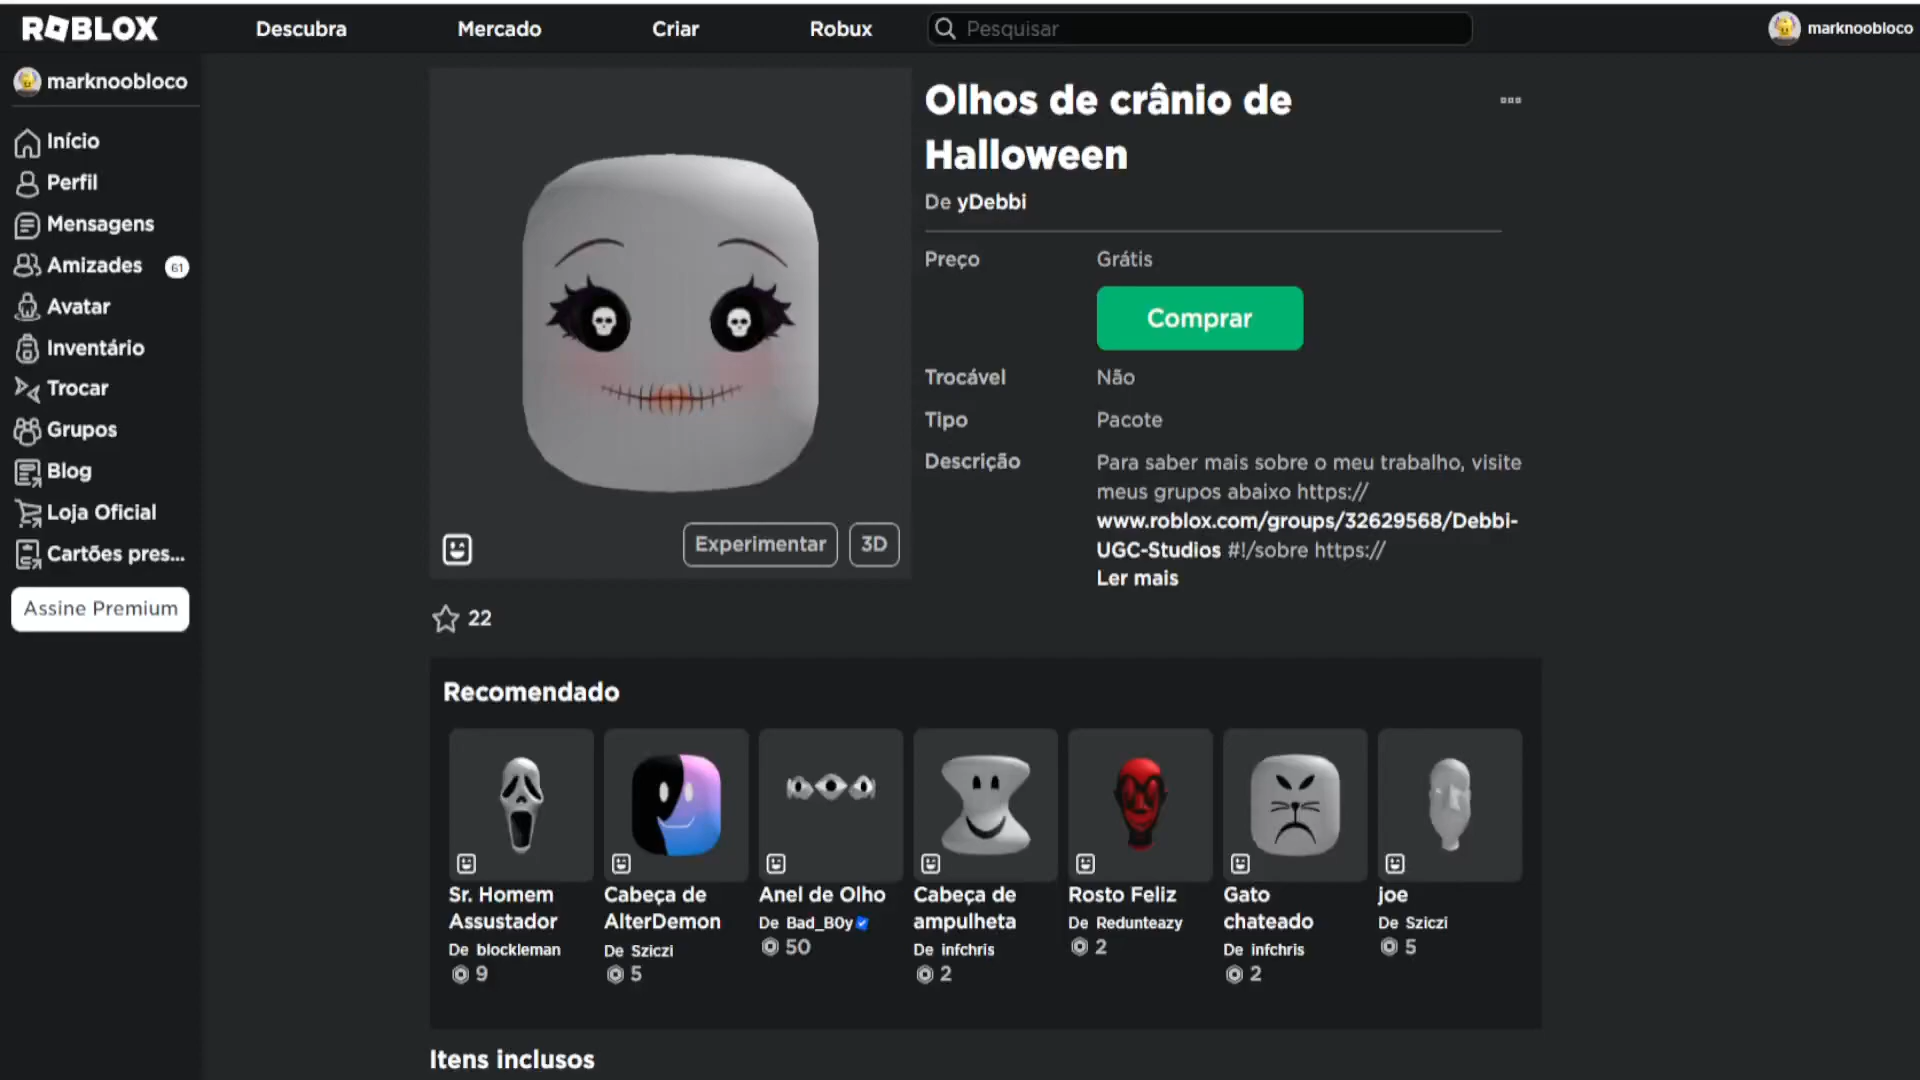 ROBLOX
Descubra
Mercado
Criar
Robux
Pesquisar
marknoobloco
marknoobloco
Início
Perfil
Mensagens
Amizades
61
Avatar
Inventário
Trocar
Grupos
Blog
Loja Oficial
Cartões pres...
Assine Premium
Experimentar
3D
22
Olhos de crânio de
Halloween
De yDebbi
Preço
Grátis
Comprar
Trocável
Não
Tipo
Pacote
Descrição
Para saber mais sobre o meu trabalho, visite
meus grupos abaixo https://
www.roblox.com/groups/32629568/Debbi-
UGC-Studios #!/sobre https://
Ler mais
Recomendado
Sr. Homem
Assustador
De blockleman
9
Cabeça de
AlterDemon
De Sziczi
5
Anel de Olho
De Bad_B0y
50
Cabeça de
ampulheta
De infchris
2
Rosto Feliz
De Redunteazy
2
Gato
chateado
De infchris
2
joe
De Sziczi
5
Itens inclusos